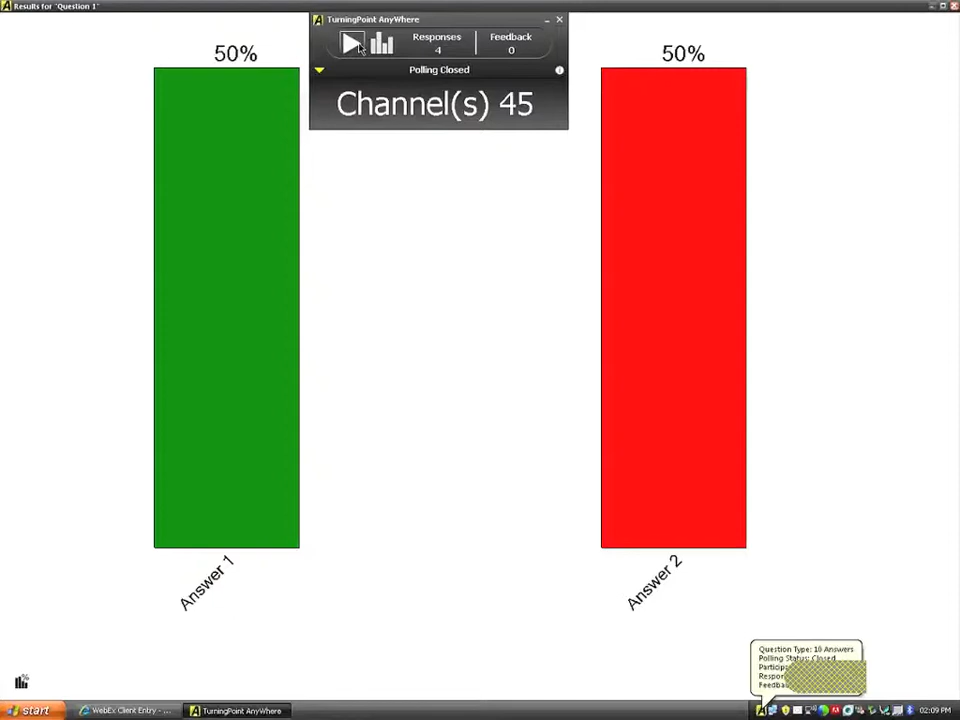 Results for "Question 1"
TurningPoint AnyWhere
Responses
4
Feedback
0
Polling Closed
Channel(s) 45
50%
50%
Answer 1
Answer 2
Question Type: 10 Answers
Polling Status: Closed
start
WebEx Client Entry - ...
TurningPoint AnyWhere
02:09 PM